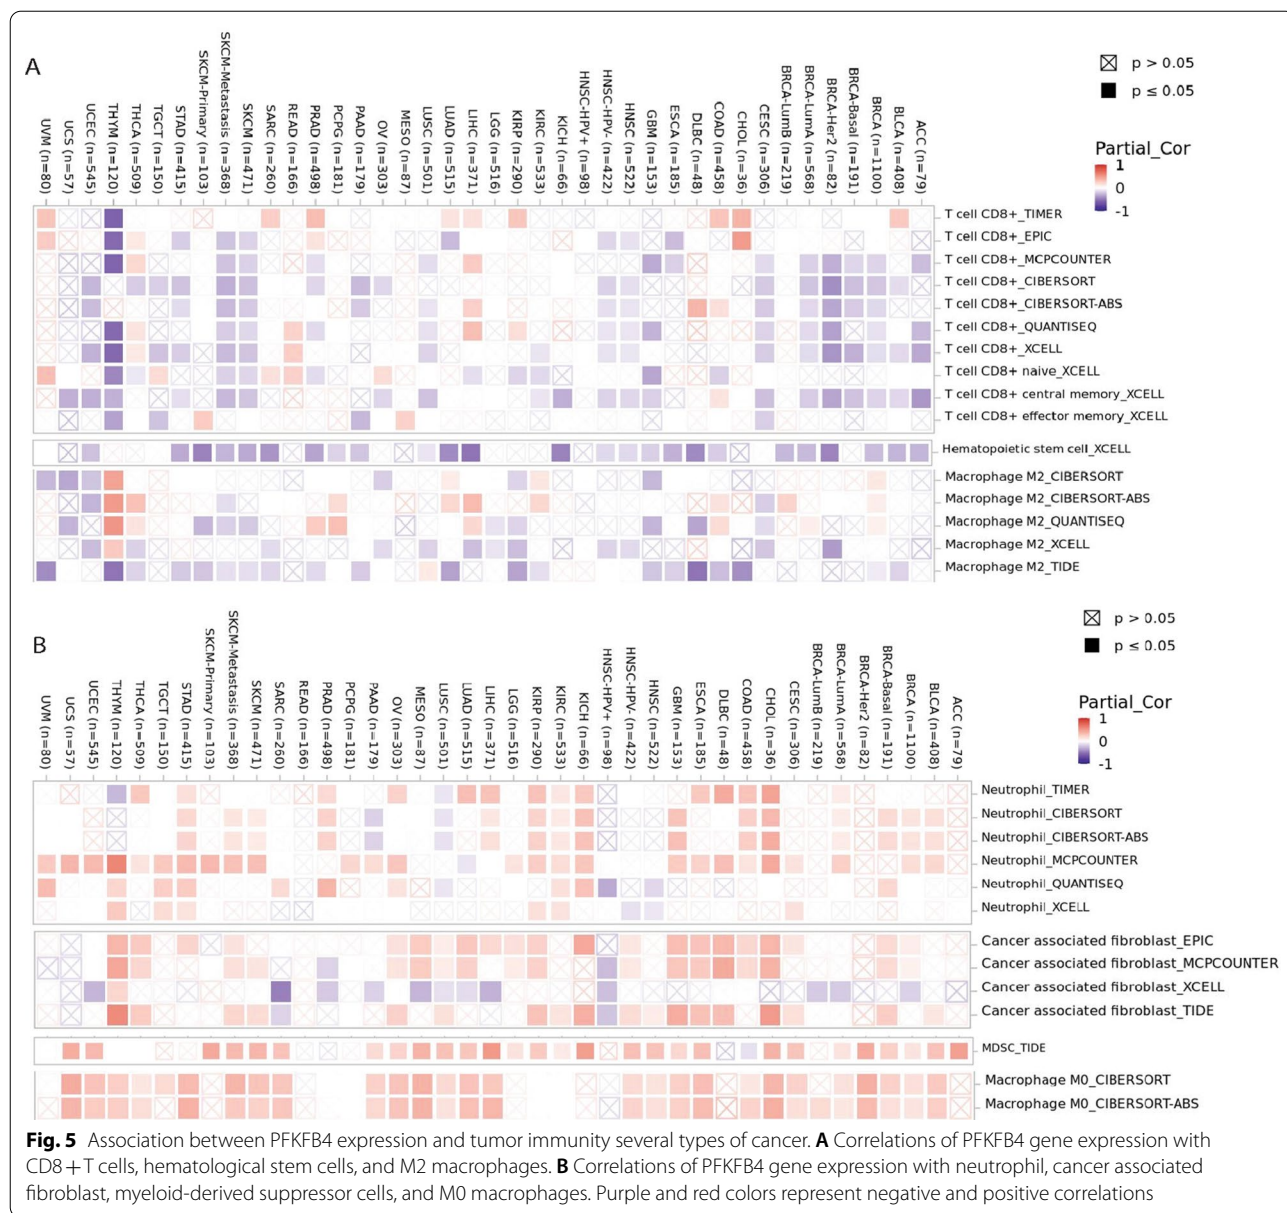 A
UVM (n=80)
UCS (n=57)
UCEC (n=545)
THYM (n=120)
THCA (n=509)
TGCT (n=150)
STAD (n=415)
SKCM-Primary (n=103)
SKCM-Metastasis (n=368)
SKCM (n=471)
SARC (n=260)
READ (n=166)
PRAD (n=498)
PCPG (n=181)
PAAD (n=179)
OV (n=303)
MESO (n=87)
LUSC (n=501)
LUAD (n=515)
LIHC (n=371)
LGG (n=516)
KIRP (n=290)
KIRC (n=533)
KICH (n=66)
HNSC-HPV+ (n=98)
HNSC-HPV- (n=422)
HNSC (n=522)
GBM (n=153)
ESCA (n=185)
DLBC (n=48)
COAD (n=458)
CHOL (n=36)
CESC (n=306)
BRCA-LumB (n=219)
BRCA-LumA (n=568)
BRCA-Her2 (n=82)
BRCA-Basal (n=191)
BRCA (n=1100)
BLCA (n=408)
ACC (n=79)
p > 0.05
p ≤ 0.05
Partial_Cor
1
0
-1
T cell CD8+_TIMER
T cell CD8+_EPIC
T cell CD8+_MCPCOUNTER
T cell CD8+_CIBERSORT
T cell CD8+_CIBERSORT-ABS
T cell CD8+_QUANTISEQ
T cell CD8+_XCELL
T cell CD8+ naive_XCELL
T cell CD8+ central memory_XCELL
T cell CD8+ effector memory_XCELL
Hematopoietic stem cell_XCELL
Macrophage M2_CIBERSORT
Macrophage M2_CIBERSORT-ABS
Macrophage M2_QUANTISEQ
Macrophage M2_XCELL
Macrophage M2_TIDE
B
UVM (n=80)
UCS (n=57)
UCEC (n=545)
THYM (n=120)
THCA (n=509)
TGCT (n=150)
STAD (n=415)
SKCM-Primary (n=103)
SKCM-Metastasis (n=368)
SKCM (n=471)
SARC (n=260)
READ (n=166)
PRAD (n=498)
PCPG (n=181)
PAAD (n=179)
OV (n=303)
MESO (n=87)
LUSC (n=501)
LUAD (n=515)
LIHC (n=371)
LGG (n=516)
KIRP (n=290)
KIRC (n=533)
KICH (n=66)
HNSC-HPV+ (n=98)
HNSC-HPV- (n=422)
HNSC (n=522)
GBM (n=153)
ESCA (n=185)
DLBC (n=48)
COAD (n=458)
CHOL (n=36)
CESC (n=306)
BRCA-LumB (n=219)
BRCA-LumA (n=568)
BRCA-Her2 (n=82)
BRCA-Basal (n=191)
BRCA (n=1100)
BLCA (n=408)
ACC (n=79)
p > 0.05
p ≤ 0.05
Partial_Cor
1
0
-1
Neutrophil_TIMER
Neutrophil_CIBERSORT
Neutrophil_CIBERSORT-ABS
Neutrophil_MCPCOUNTER
Neutrophil_QUANTISEQ
Neutrophil_XCELL
Cancer associated fibroblast_EPIC
Cancer associated fibroblast_MCPCOUNTER
Cancer associated fibroblast_XCELL
Cancer associated fibroblast_TIDE
MDSC_TIDE
Macrophage M0_CIBERSORT
Macrophage M0_CIBERSORT-ABS
Fig. 5 Association between PFKFB4 expression and tumor immunity several types of cancer. A Correlations of PFKFB4 gene expression with
CD8+T cells, hematological stem cells, and M2 macrophages. B Correlations of PFKFB4 gene expression with neutrophil, cancer associated
fibroblast, myeloid-derived suppressor cells, and M0 macrophages. Purple and red colors represent negative and positive correlations